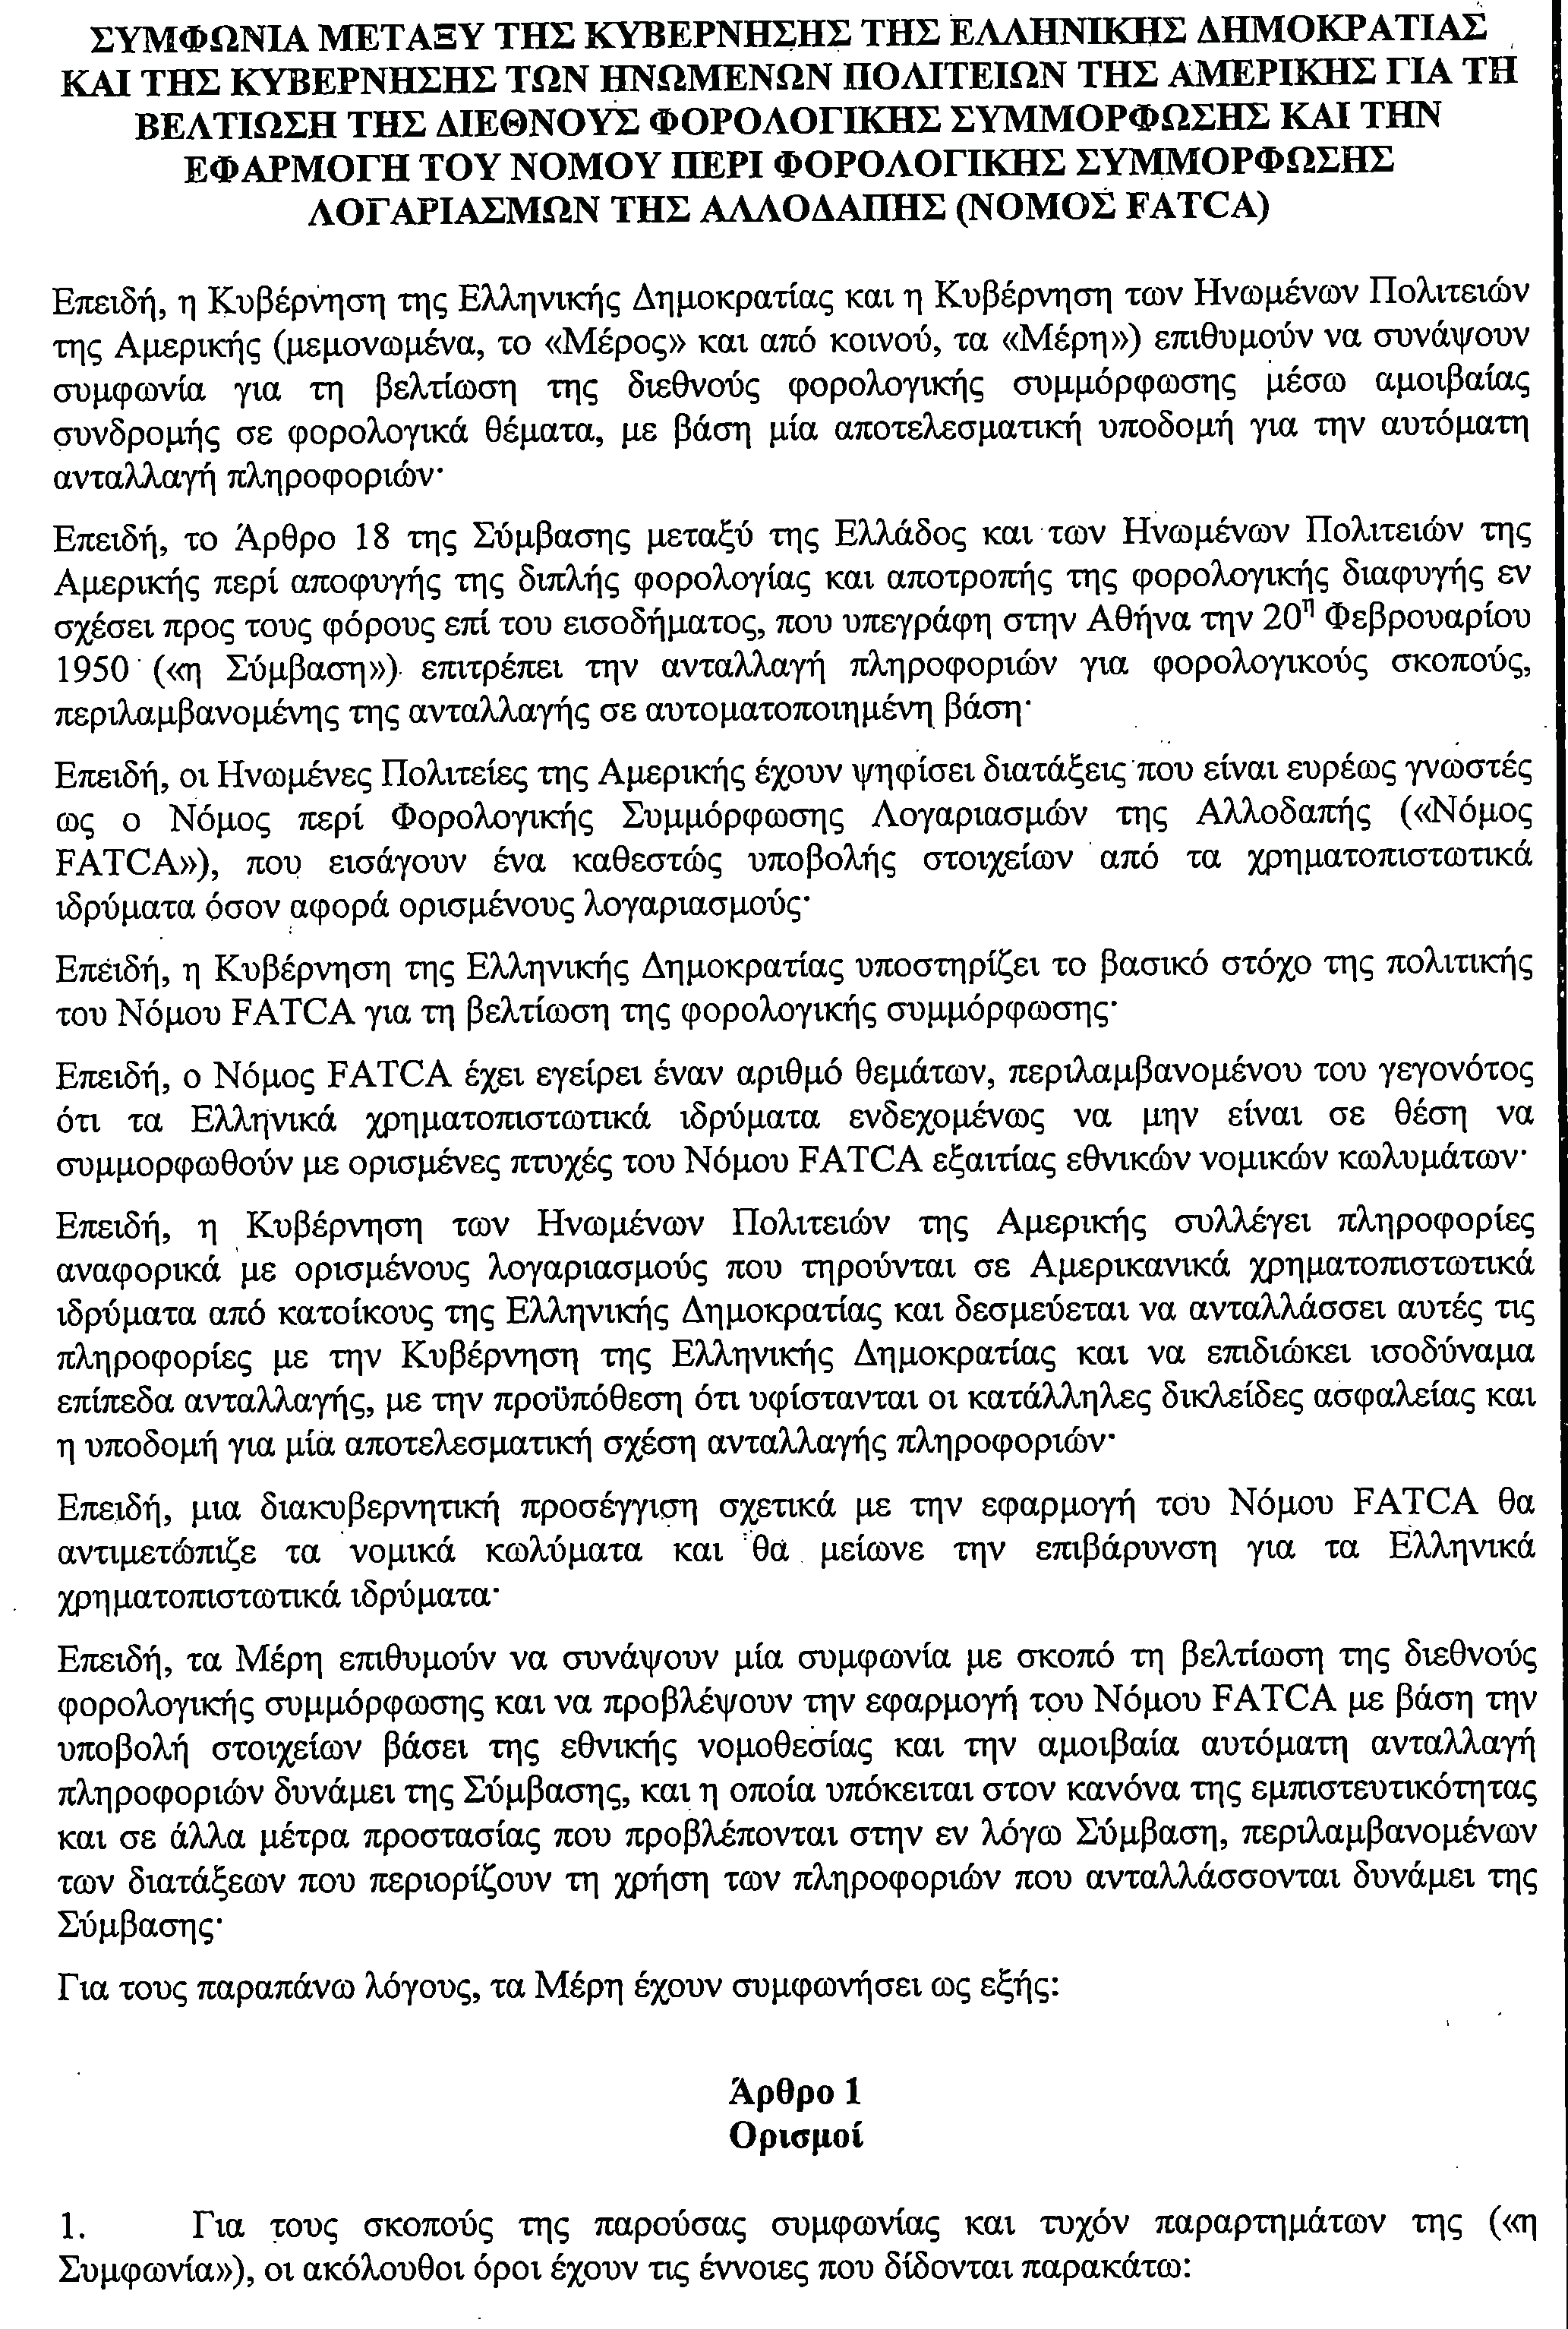 ΣΥΜΦΩΝΙΑ ΜΕΤΑΞΥ ΤΗΣ ΚΥΒΕΡΝΗΣΗΣ ΤΗΣ ΕΛΛΗΝΙΚΗΣ ΔΗΜΟΚΡΑΤΙΑΣ
ΚΑΙ ΤΗΣ ΚΥΒΕΡΝΗΣΗΣ ΤΩΝ ΗΝΩΜΕΝΩΝ ΠΟΛΙΤΕΙΩΝ ΤΗΣ ΑΜΕΡΙΚΗΣ ΓΙΑ ΤΗ
ΒΕΛΤΙΩΣΗ ΤΗΣ ΔΙΕΘΝΟΥΣ ΦΟΡΟΛΟΓΙΚΗΣ ΣΥΜΜΟΡΦΩΣΗΣ ΚΑΙ ΤΗΝ
ΕΦΑΡΜΟΓΗ ΤΟΥ ΝΟΜΟΥ ΠΕΡΙ ΦΟΡΟΛΟΓΙΚΗΣ ΣΥΜΜΟΡΦΩΣΗΣ
ΛΟΓΑΡΙΑΣΜΩΝ ΤΗΣ ΑΛΛΟΔΑΠΗΣ (ΝΟΜΟΣ FATCA)
Επειδή, η Κυβέρνηση της Ελληνικής Δημοκρατίας και η Κυβέρνηση των Ηνωμένων Πολιτειών
της Αμερικής (μεμονωμένα, το «Μέρος» και από κοινού, τα «Μέρη») επιθυμούν να συνάψουν
συμφωνία για τη βελτίωση της διεθνούς φορολογικής συμμόρφωσης μέσω αμοιβαίας
συνδρομής σε φορολογικά θέματα, με βάση μία αποτελεσματική υποδομή για την αυτόματη
ανταλλαγή πληροφοριών·
Επειδή, το Άρθρο 18 της Σύμβασης μεταξύ της Ελλάδος και των Ηνωμένων Πολιτειών της
Αμερικής περί αποφυγής της διπλής φορολογίας και αποτροπής της φορολογικής διαφυγής εν
σχέσει προς τους φόρους επί του εισοδήματος, που υπεγράφη στην Αθήνα την 20η Φεβρουαρίου
1950 («η Σύμβαση») επιτρέπει την ανταλλαγή πληροφοριών για φορολογικούς σκοπούς,
περιλαμβανομένης της ανταλλαγής σε αυτοματοποιημένη βάση·
Επειδή, οι Ηνωμένες Πολιτείες της Αμερικής έχουν ψηφίσει διατάξεις που είναι ευρέως γνωστές
ως ο Νόμος περί Φορολογικής Συμμόρφωσης Λογαριασμών της Αλλοδαπής («Νόμος
FATCA»), που εισάγουν ένα καθεστώς υποβολής στοιχείων από τα χρηματοπιστωτικά
ιδρύματα όσον αφορά ορισμένους λογαριασμούς·
Επειδή, η Κυβέρνηση της Ελληνικής Δημοκρατίας υποστηρίζει το βασικό στόχο της πολιτικής
του Νόμου FATCA για τη βελτίωση της φορολογικής συμμόρφωσης·
Επειδή, ο Νόμος FATCA έχει εγείρει έναν αριθμό θεμάτων, περιλαμβανομένου του γεγονότος
ότι τα Ελληνικά χρηματοπιστωτικά ιδρύματα ενδεχομένως να μην είναι σε θέση να
συμμορφωθούν με ορισμένες πτυχές του Νόμου FATCA εξαιτίας εθνικών νομικών κωλυμάτων·
Επειδή, η Κυβέρνηση των Ηνωμένων Πολιτειών της Αμερικής συλλέγει πληροφορίες
αναφορικά με ορισμένους λογαριασμούς που τηρούνται σε Αμερικανικά χρηματοπιστωτικά
ιδρύματα από κατοίκους της Ελληνικής Δημοκρατίας και δεσμεύεται να ανταλλάσσει αυτές τις
πληροφορίες με την Κυβέρνηση της Ελληνικής Δημοκρατίας και να επιδιώκει ισοδύναμα
επίπεδα ανταλλαγής, με την προϋπόθεση ότι υφίστανται οι κατάλληλες δικλείδες ασφαλείας και
η υποδομή για μία αποτελεσματική σχέση ανταλλαγής πληροφοριών·
Επειδή, μια διακυβερνητική προσέγγιση σχετικά με την εφαρμογή του Νόμου FATCA θα
αντιμετώπιζε τα νομικά κωλύματα και θα μείωνε την επιβάρυνση για τα Ελληνικά
χρηματοπιστωτικά ιδρύματα·
Επειδή, τα Μέρη επιθυμούν να συνάψουν μία συμφωνία με σκοπό τη βελτίωση της διεθνούς
φορολογικής συμμόρφωσης και να προβλέψουν την εφαρμογή του Νόμου FATCA με βάση την
υποβολή στοιχείων βάσει της εθνικής νομοθεσίας και την αμοιβαία αυτόματη ανταλλαγή
πληροφοριών δυνάμει της Σύμβασης, και η οποία υπόκειται στον κανόνα της εμπιστευτικότητας
και σε άλλα μέτρα προστασίας που προβλέπονται στην εν λόγω Σύμβαση, περιλαμβανομένων
των διατάξεων που περιορίζουν τη χρήση των πληροφοριών που ανταλλάσσονται δυνάμει της
Σύμβασης·
Για τους παραπάνω λόγους, τα Μέρη έχουν συμφωνήσει ως εξής:
Άρθρο 1
Ορισμοί
1. Για τους σκοπούς της παρούσας συμφωνίας και τυχόν παραρτημάτων της («η
Συμφωνία»), οι ακόλουθοι όροι έχουν τις έννοιες που δίδονται παρακάτω: